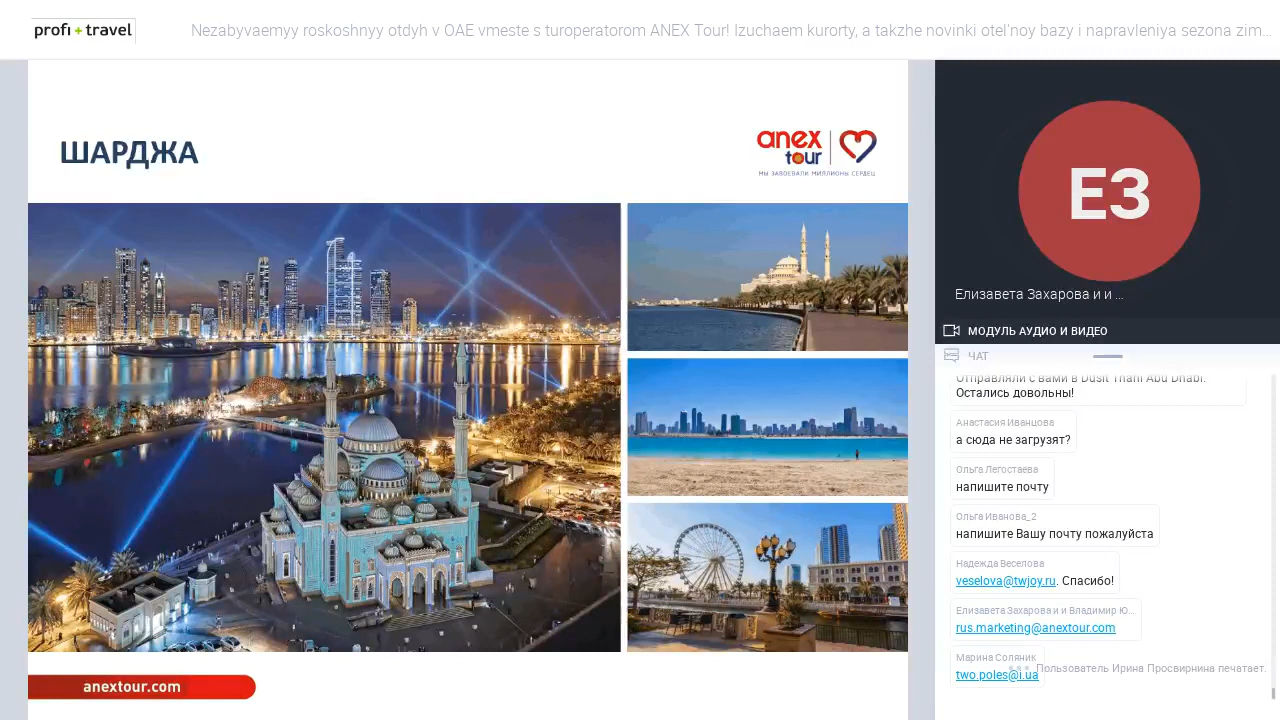 profi + travel
Nezabyvaemyy roskoshnyy otdyh v OAE vmeste s turoperatorom ANEX Tour! Izuchaem kurorty, a takzhe novinki otel'noy bazy i napravleniya sezona zim...
ШАРДЖА
anex
tour
МЫ ЗАВОЕВАЛИ МИЛЛИОНЫ СЕРДЕЦ
anextour.com
ЕЗ
Елизавета Захарова и и ...
МОДУЛЬ АУДИО И ВИДЕО
ЧАТ
Отправляли с вами в Dusit Thani Abu Dhabi.
Остались довольны!
Анастасия Иванцова
а сюда не загрузят?
Ольга Легостаева
напишите почту
Ольга Иванова_2
напишите Вашу почту пожалуйста
Надежда Веселова
veselova@twjoy.ru. Спасибо!
Елизавета Захарова и и Владимир Ю...
rus.marketing@anextour.com
Марина Соляник
Пользователь Ирина Просвирнина печатает.
two.poles@i.ua